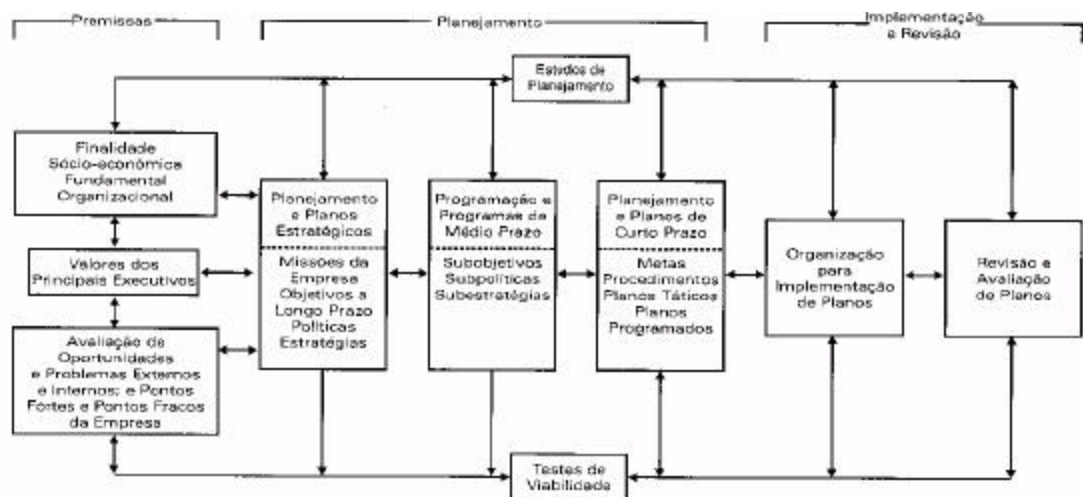 Premissas
Planejamento
Implementação
e Revisão
Estudos de
Planejamento
Finalidade
Sócio-econômica
Fundamental
Organizacional
Valores dos
Principais Executivos
Avaliação de
Oportunidades
e Problemas Externos
e Internos; e Pontos
Fortes e Pontos Fracos
da Empresa
Planejamento
e Planos
Estratégicos
Missões da
Empresa
Objetivos a
Longo Prazo
Políticas
Estratégias
Programação e
Programas de
Médio Prazo
Subobjetivos
Subpolíticas
Subestratégias
Planejamento
e Planos de
Curto Prazo
Metas
Procedimentos
Planos Táticos
Planos
Programados
Organização
para
Implementação
de Planos
Revisão e
Avaliação
de Planos
Testes de
Viabilidade